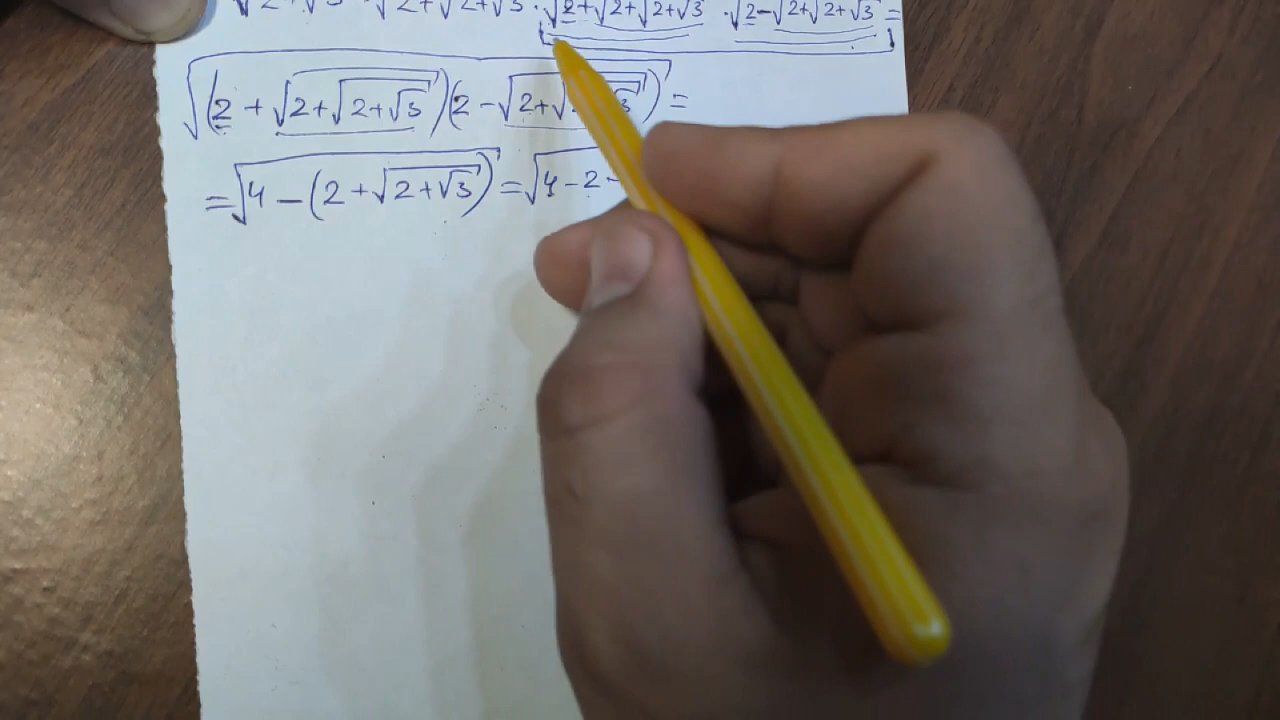 √2+√3 · √2+√2+√3 · √2+√2+√2+√3 · √2-√2+√2+√3 =
√(2 + √2+√2+√3)(2 - √2+√ 3) =
= √4 - (2 + √2+√3) = √4 - 2 -